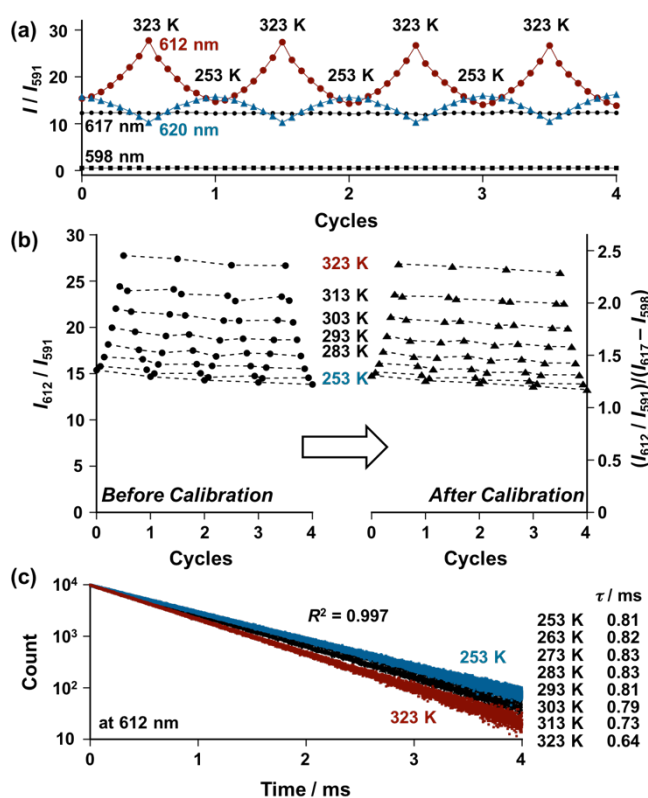 (a)
I / I591
30
20
10
0
323 K 323 K 323 K 323 K
612 nm
253 K 253 K 253 K
617 nm 620 nm
598 nm
0 1 2 3 4
Cycles
(b)
I612 / I591
30
25
20
15
10
5
0
323 K
313 K
303 K
293 K
283 K
253 K
2.5
2.0
1.5
1.0
0.5
0
(I612 / I591)/(I617 – I598)
Before Calibration After Calibration
0 1 2 3 4 0 1 2 3 4
Cycles Cycles
(c)
Count
10⁴
10³
10²
10
R² = 0.997
253 K
323 K
at 612 nm
0 1 2 3 4
Time / ms
τ / ms
253 K 0.81
263 K 0.82
273 K 0.83
283 K 0.83
293 K 0.81
303 K 0.79
313 K 0.73
323 K 0.64